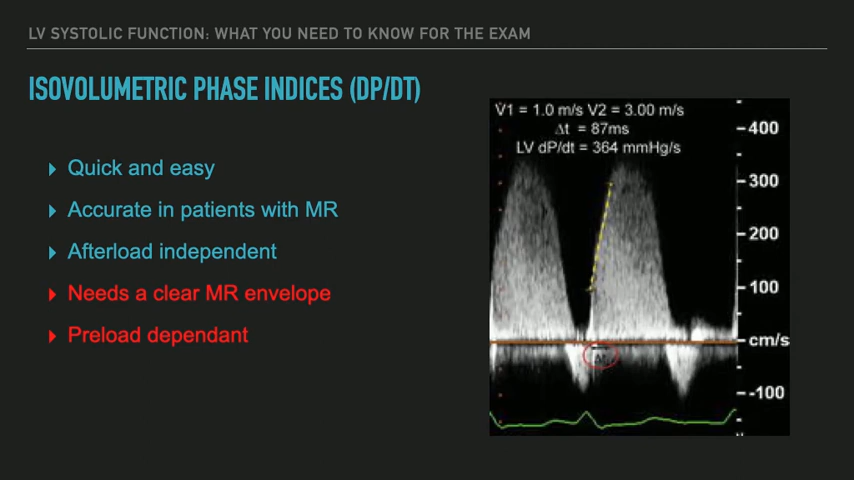 LV SYSTOLIC FUNCTION: WHAT YOU NEED TO KNOW FOR THE EXAM
ISOVOLUMETRIC PHASE INDICES (DP/DT)
Quick and easy
Accurate in patients with MR
Afterload independent
Needs a clear MR envelope
Preload dependant
V1 = 1.0 m/s V2 = 3.00 m/s
Δt = 87ms
LV dP/dt = 364 mmHg/s
400
300
200
100
cm/s
-100